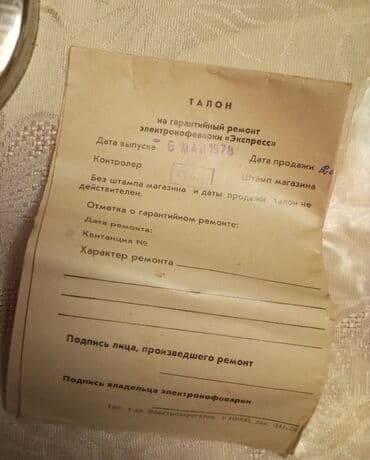 ТАЛОН
на гарантийный ремонт
электрокофеварки «Экспресс»
Дата выпуска - 6 МАЙ 1978 Дата продажи
Контролер Штамп магазина
Без штампа магазина и даты продажи талон не
действителен.
Отметка о гарантийном ремонте:
Дата ремонта:
Квитанция №
Характер ремонта
Подпись лица, произведшего ремонт
Подпись владельца электрокофеварки